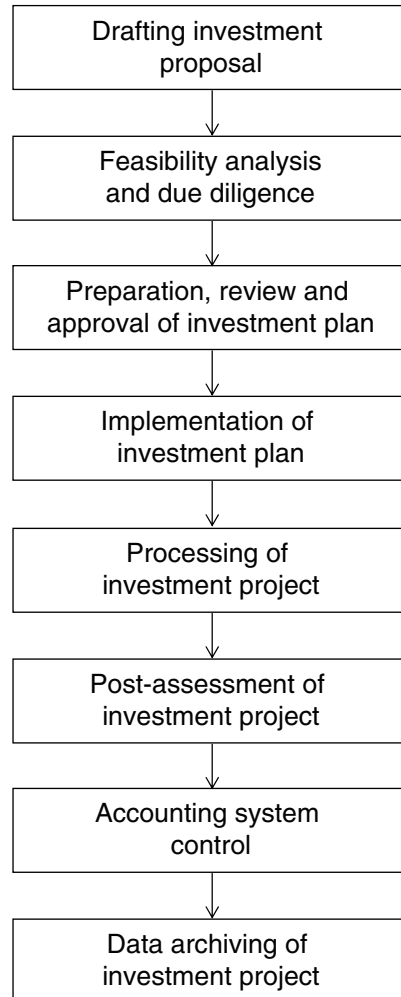 Drafting investment
proposal
Feasibility analysis
and due diligence
Preparation, review and
approval of investment plan
Implementation of
investment plan
Processing of
investment project
Post-assessment of
investment project
Accounting system
control
Data archiving of
investment project